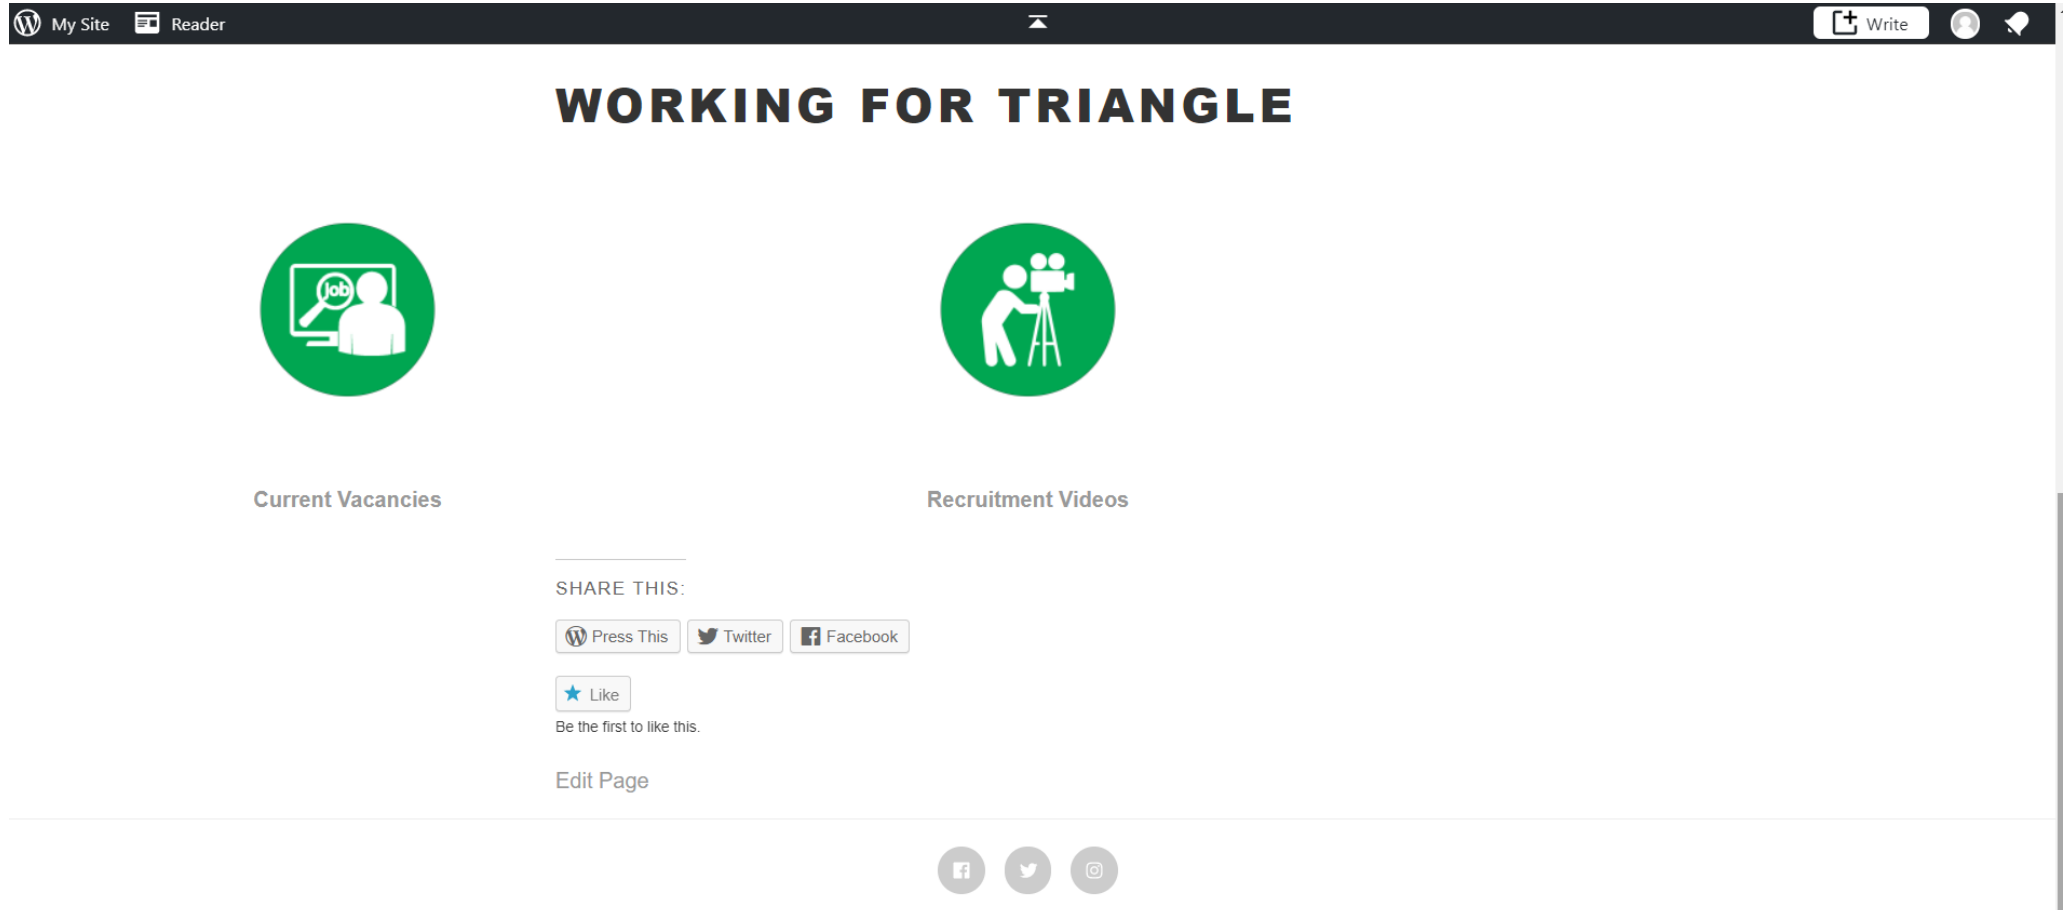 My Site Reader Write
WORKING FOR TRIANGLE
Job
Current Vacancies Recruitment Videos
SHARE THIS:
Press This Twitter Facebook
Like
Be the first to like this.
Edit Page